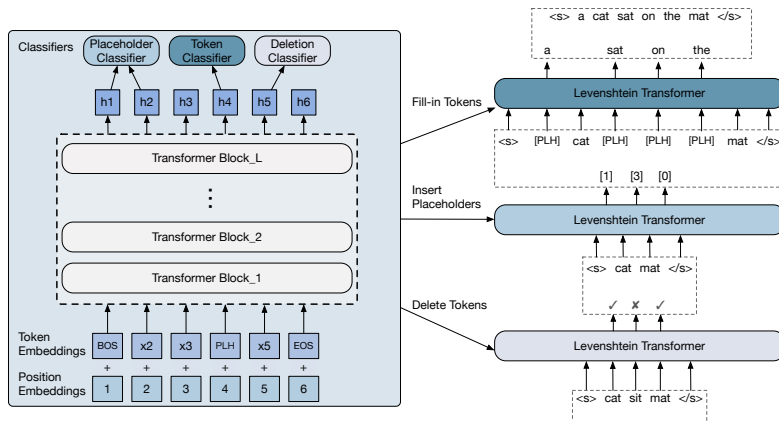 Classifiers
Placeholder Classifier
Token Classifier
Deletion Classifier
h1 h2 h3 h4 h5 h6
Transformer Block_L
⋮
Transformer Block_2
Transformer Block_1
Token Embeddings
BOS x2 x3 PLH x5 EOS
+ + + + + +
Position Embeddings
1 2 3 4 5 6
Fill-in Tokens
Insert Placeholders
Delete Tokens
<s> a cat sat on the mat </s>
a sat on the
Levenshtein Transformer
<s> [PLH] cat [PLH] [PLH] [PLH] mat </s>
[1] [3] [0]
Levenshtein Transformer
<s> cat mat </s>
✓ ✗ ✓
Levenshtein Transformer
<s> cat sit mat </s>